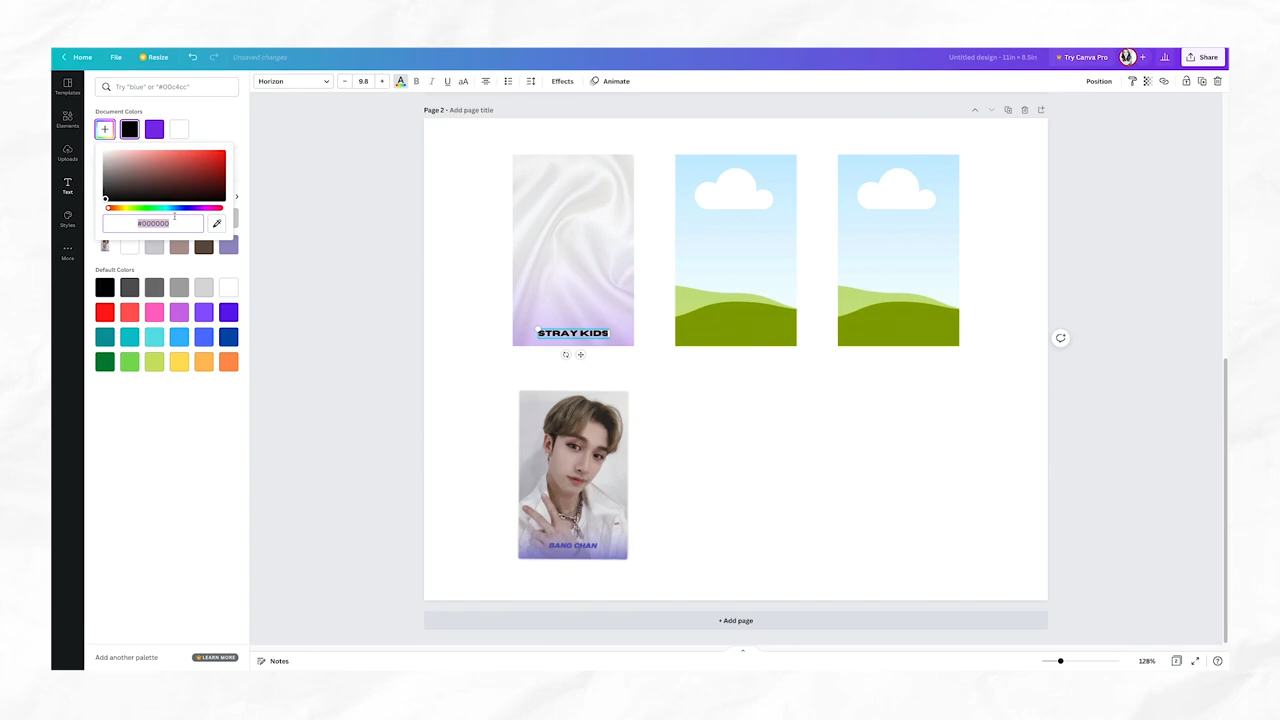 Home File Resize Unsaved changes Untitled design - 11in × 8.5in Try Canva Pro + Share
Templates
Elements
Uploads
Text
Styles
More
Try "blue" or "#00c4cc"
Document Colors
#000000
Default Colors
Add another palette LEARN MORE
Horizon – 9.8 + A B I U aA Effects Animate Position
Page 2 - Add page title
STRAY KIDS
BANG CHAN
+ Add page
Notes 128% 2 ?